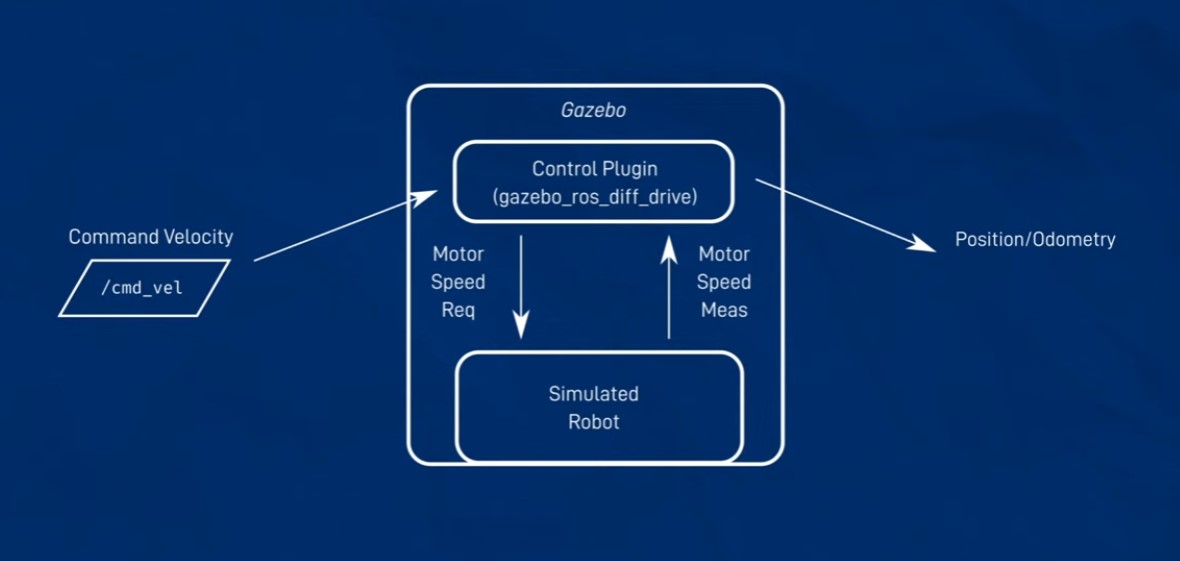 Gazebo
Control Plugin
(gazebo_ros_diff_drive)
Command Velocity
/cmd_vel
Motor
Speed
Req
Motor
Speed
Meas
Position/Odometry
Simulated
Robot